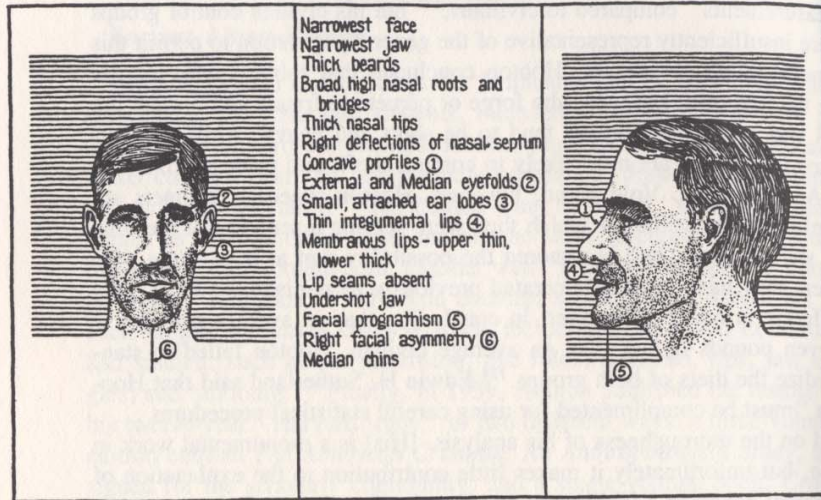 ②
③
⑥
Narrowest face
Narrowest jaw
Thick beards
Broad, high nasal roots and
bridges
Thick nasal tips
Right deflections of nasal septum
Concave profiles ①
External and Median eyefolds ②
Small, attached ear lobes ③
Thin integumental lips ④
Membranous lips - upper thin,
lower thick
Lip seams absent
Undershot jaw
Facial prognathism ⑤
Right facial asymmetry ⑥
Median chins
①
④
⑤